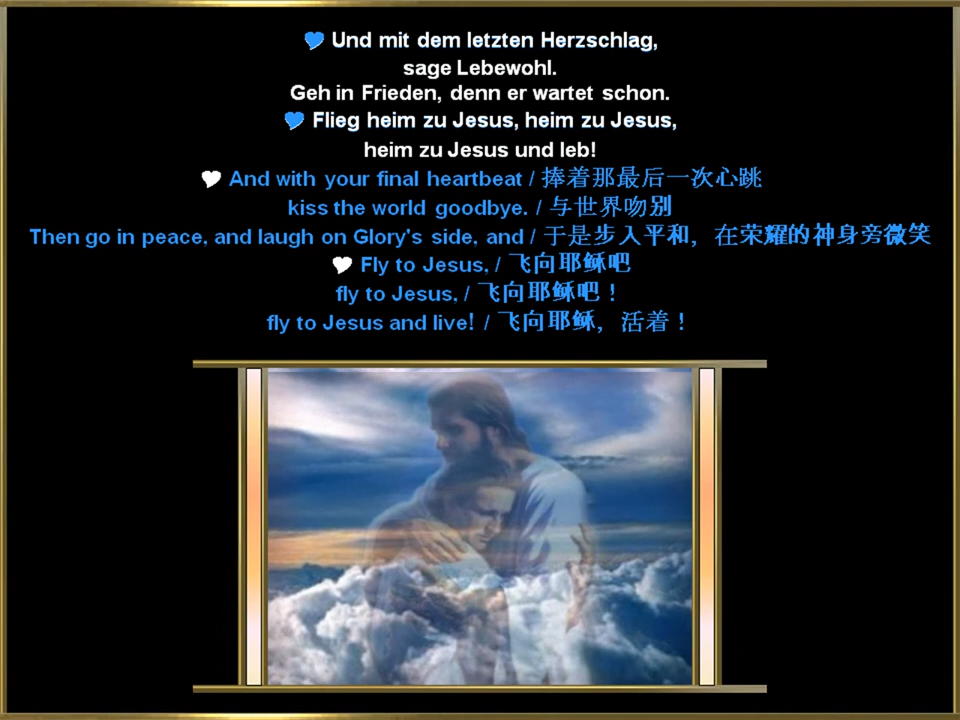 Und mit dem letzten Herzschlag,
sage Lebewohl.
Geh in Frieden, denn er wartet schon.
Flieg heim zu Jesus, heim zu Jesus,
heim zu Jesus und leb!
And with your final heartbeat / 捧着那最后一次心跳
kiss the world goodbye. / 与世界吻别
Then go in peace, and laugh on Glory's side, and / 于是步入平和，在荣耀的神身旁微笑
Fly to Jesus, / 飞向耶稣吧
fly to Jesus, / 飞向耶稣吧！
fly to Jesus and live! / 飞向耶稣，活着！